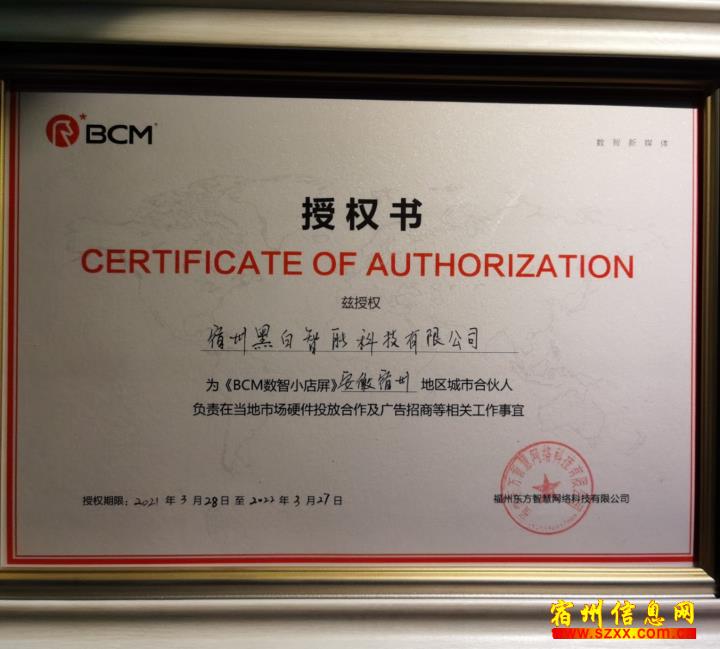 BCM
数智新媒体
授权书
CERTIFICATE OF AUTHORIZATION
兹授权
宿州黑白智能科技有限公司
为《BCM数智小店屏》安徽宿州 地区城市合伙人
负责在当地市场硬件投放合作及广告招商等相关工作事宜
授权期限：2021 年 3 月 28 日 至 2022 年 3 月 27 日
福州东方智慧网络科技有限公司
宿州信息网
www.szxx.com.cn